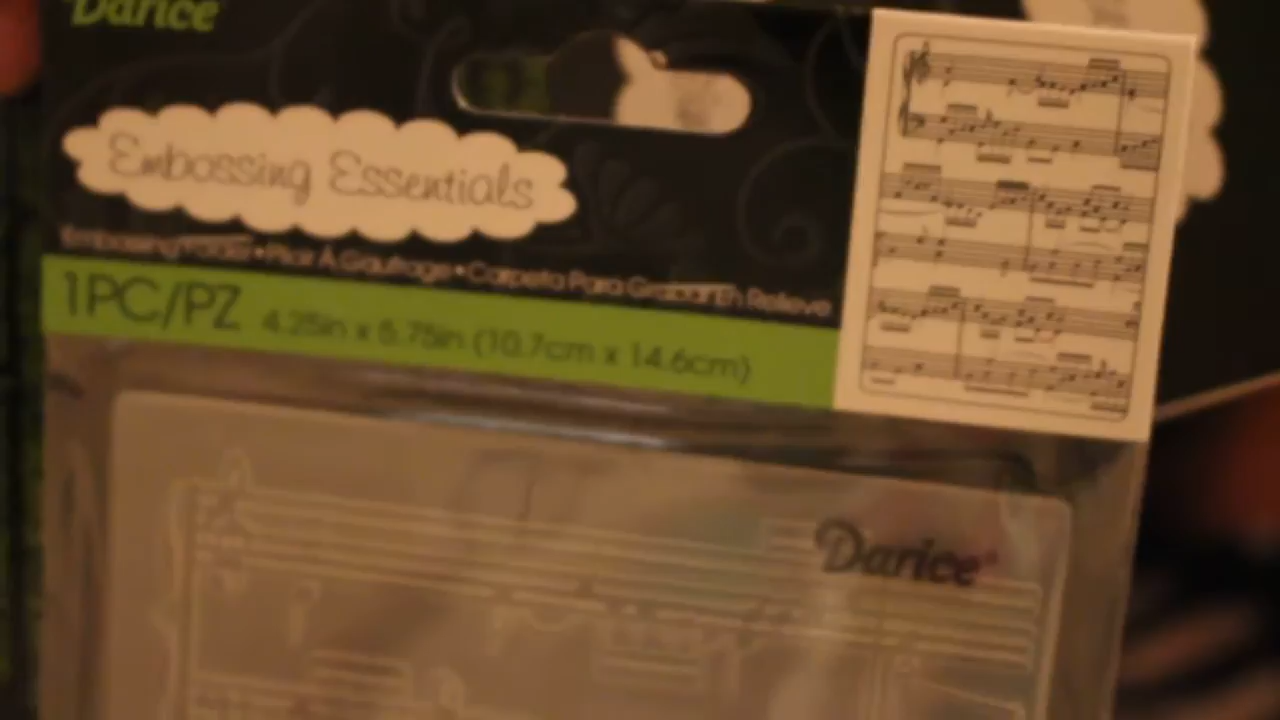 Darice
Embossing Essentials
Embossing Folder • Plior À Gaufrage • Carpeta Para Grabar En Relieve
1PC/PZ 4.25in x 5.75in (10.7cm x 14.6cm)
Darice